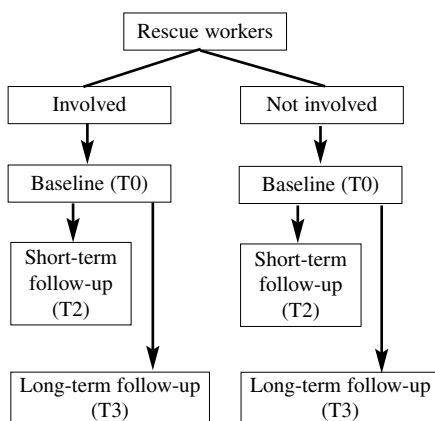 Rescue workers
Involved
Not involved
Baseline (T0)
Baseline (T0)
Short-term
follow-up
(T2)
Short-term
follow-up
(T2)
Long-term follow-up
(T3)
Long-term follow-up
(T3)